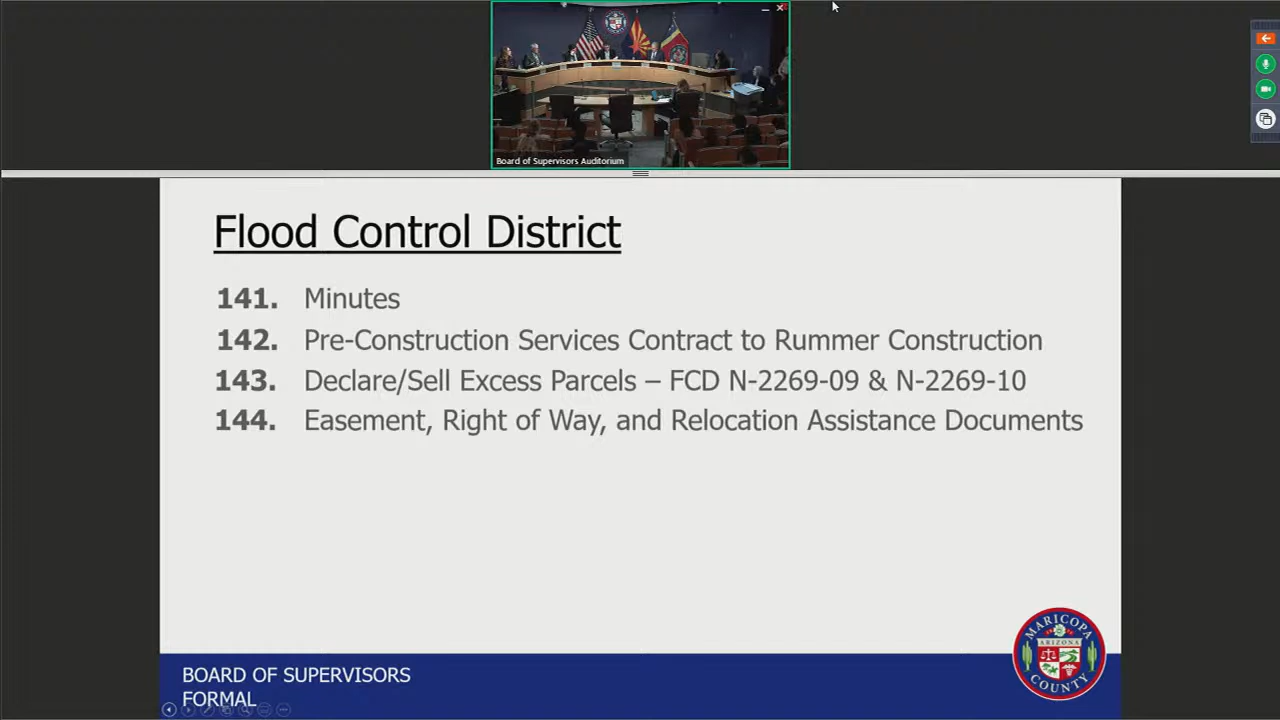 Board of Supervisors Auditorium
Flood Control District
141. Minutes
142. Pre-Construction Services Contract to Rummer Construction
143. Declare/Sell Excess Parcels – FCD N-2269-09 & N-2269-10
144. Easement, Right of Way, and Relocation Assistance Documents
BOARD OF SUPERVISORS
FORMAL
MARICOPA
ARIZONA
COUNTY